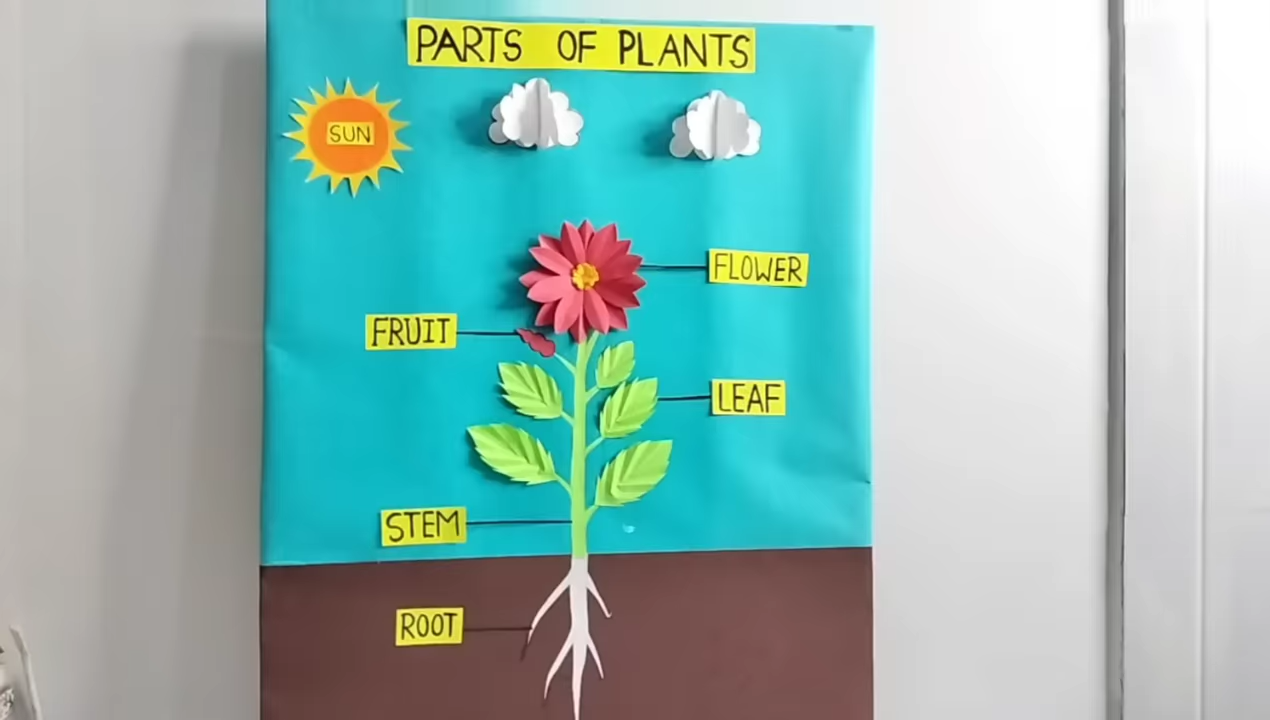 PARTS OF PLANTS
SUN
FLOWER
FRUIT
LEAF
STEM
ROOT